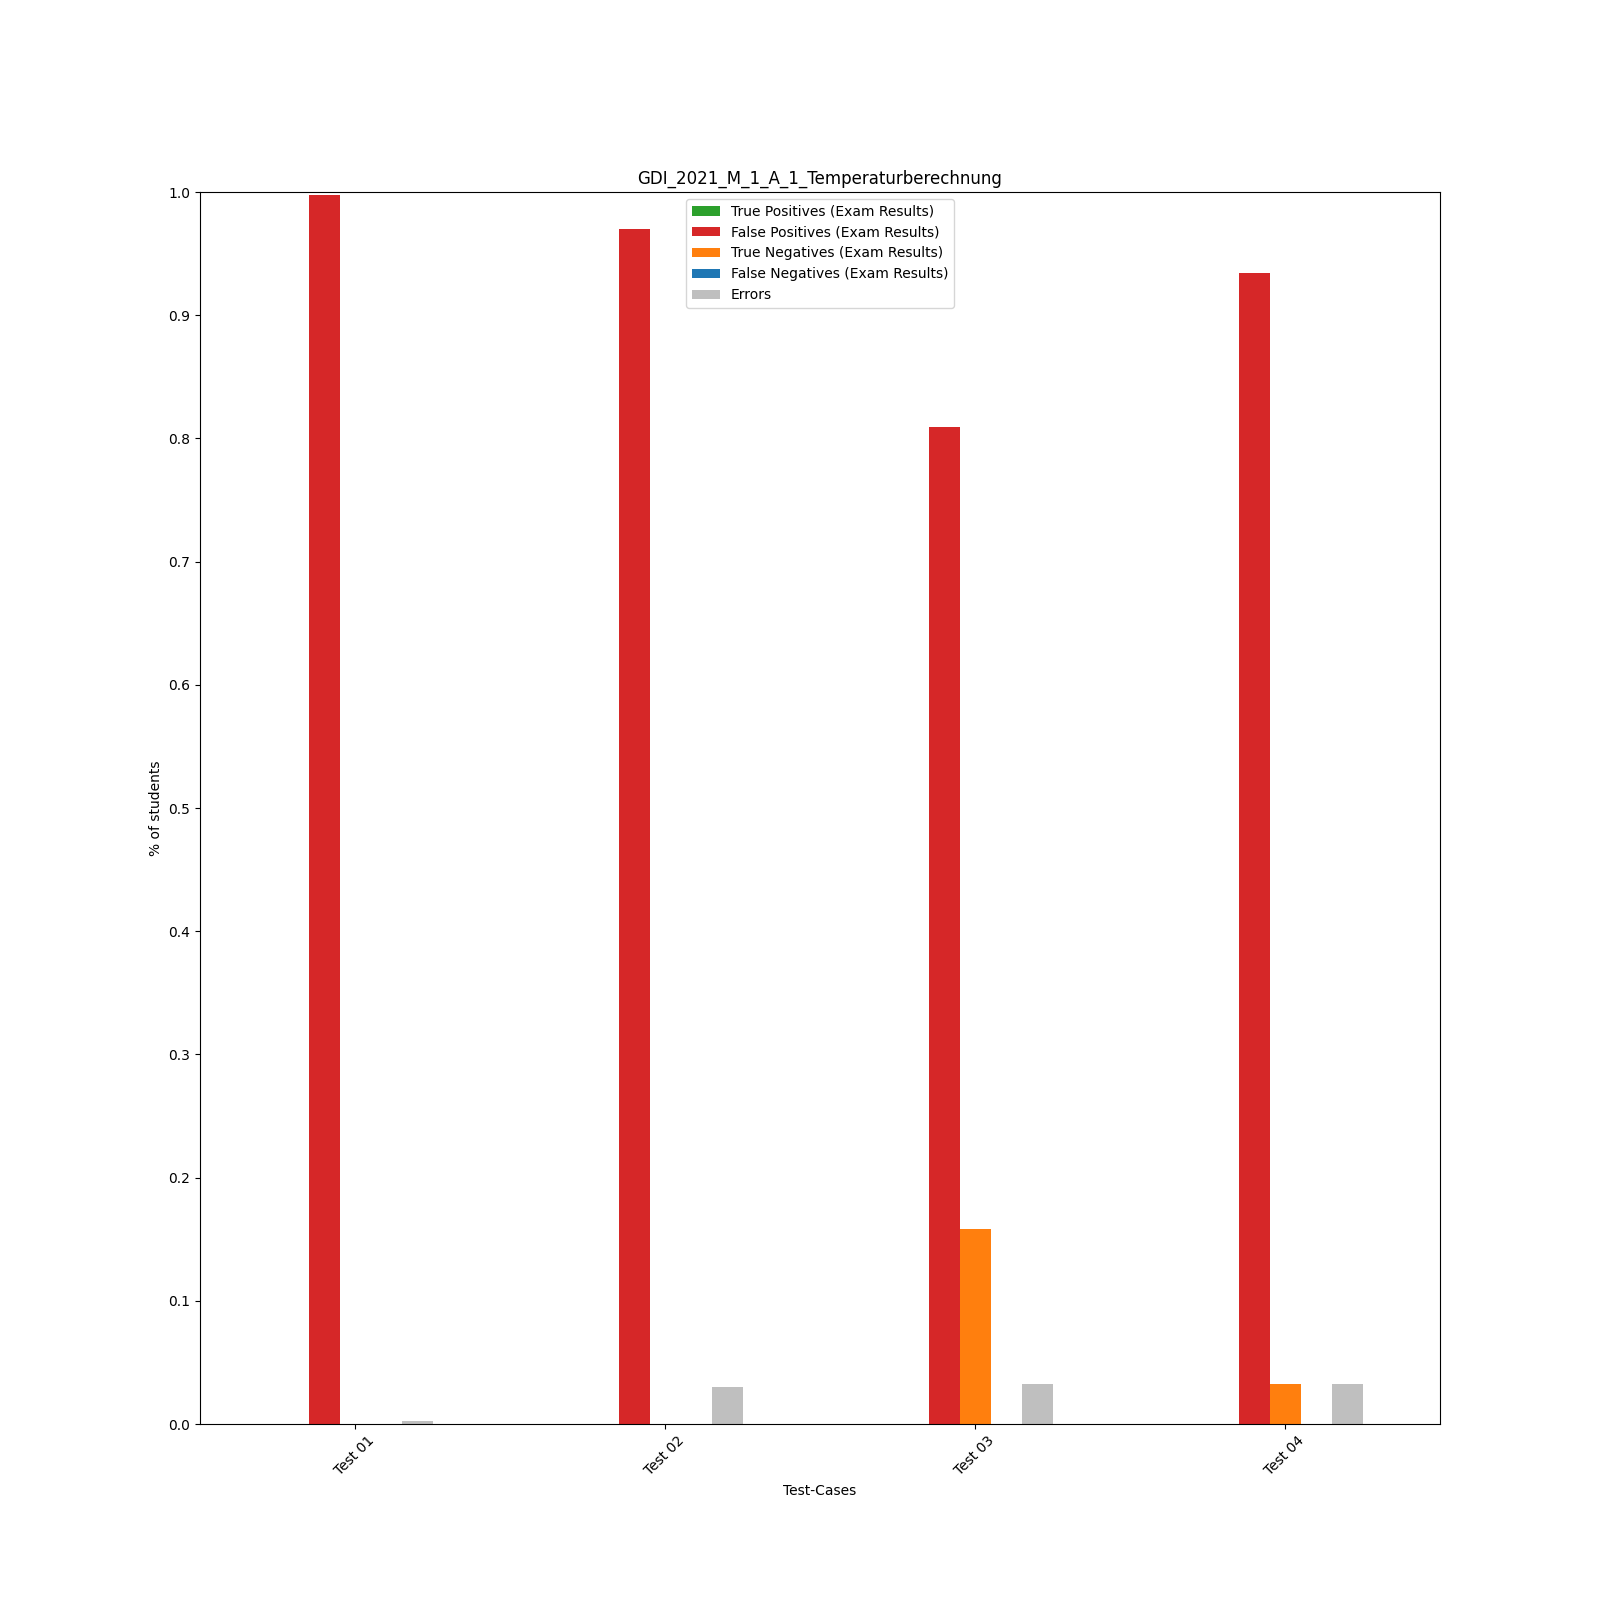 GDI_2021_M_1_A_1_Temperaturberechnung
True Positives (Exam Results)
False Positives (Exam Results)
True Negatives (Exam Results)
False Negatives (Exam Results)
Errors
1.0
0.9
0.8
0.7
0.6
0.5
0.4
0.3
0.2
0.1
0.0
% of students
Test 01
Test 02
Test 03
Test 04
Test-Cases